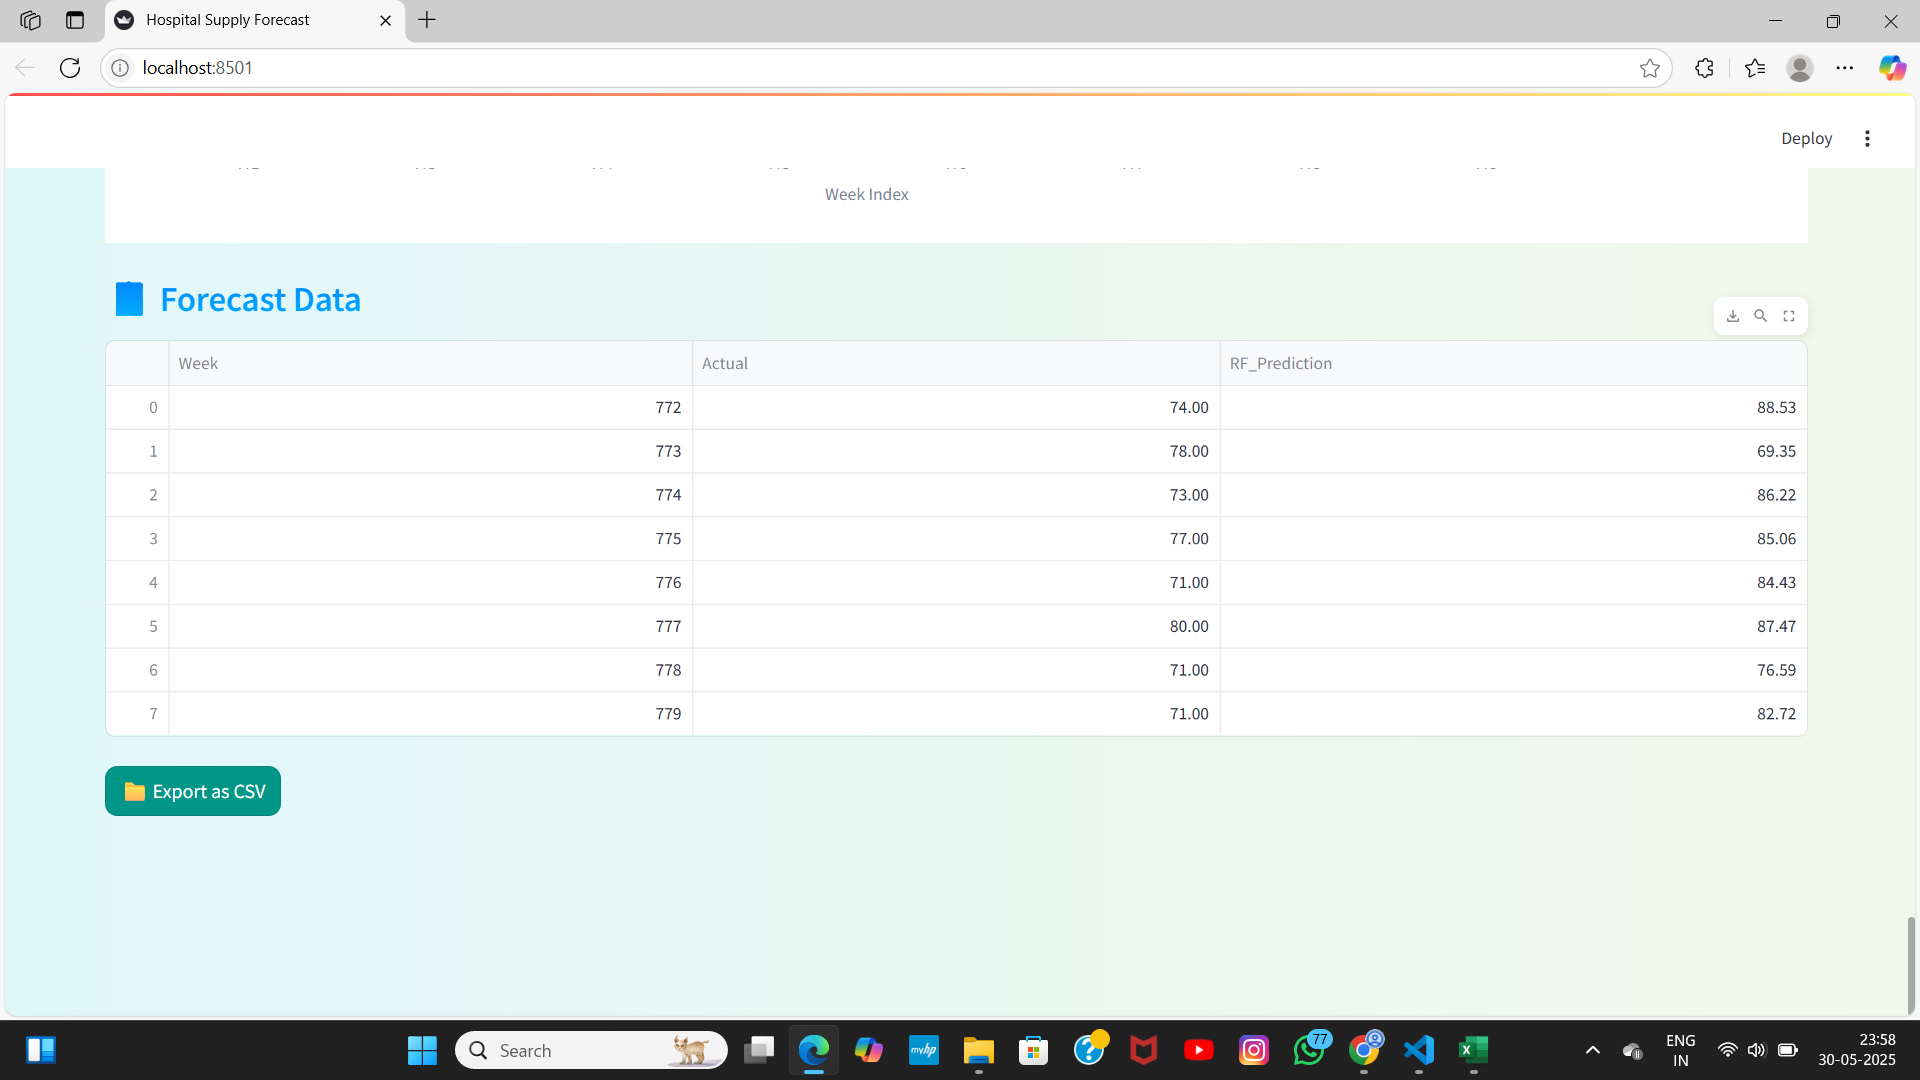 Hospital Supply Forecast
localhost:8501
Deploy
Week Index
Forecast Data
Week Actual RF_Prediction
0 772 74.00 88.53
1 773 78.00 69.35
2 774 73.00 86.22
3 775 77.00 85.06
4 776 71.00 84.43
5 777 80.00 87.47
6 778 71.00 76.59
7 779 71.00 82.72
Export as CSV
Search
myhp
77
ENG
IN
23:58
30-05-2025